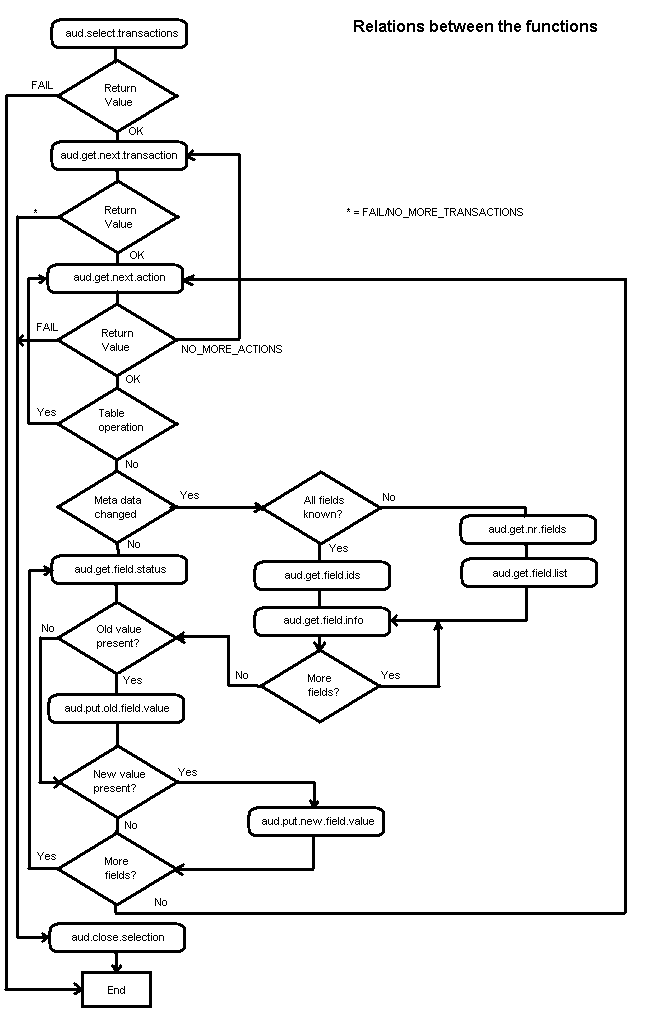 Relations between the functions
aud.select.transactions
FAIL
Return
Value
OK
aud.get.next.transaction
*
Return
Value
* = FAIL/NO_MORE_TRANSACTIONS
OK
aud.get.next.action
FAIL
Return
Value
NO_MORE_ACTIONS
OK
Yes
Table
operation
No
Meta data
changed
Yes
All fields
known?
No
aud.get.nr.fields
No
Yes
aud.get.field.status
aud.get.field.ids
aud.get.field.list
aud.get.field.info
No
Old value
present?
No
More
fields?
Yes
Yes
aud.put.old.field.value
New value
present?
Yes
aud.put.new.field.value
No
Yes
More
fields?
No
aud.close.selection
End